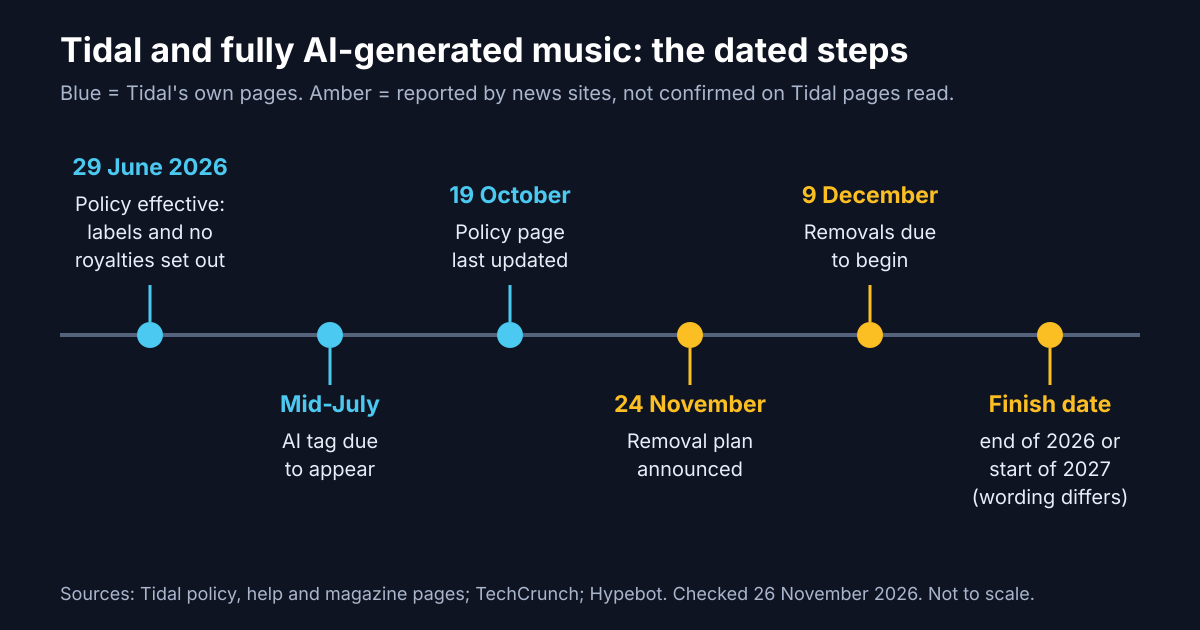 Tidal and fully AI-generated music: the dated steps
Blue = Tidal's own pages. Amber = reported by news sites, not confirmed on Tidal pages read.
29 June 2026
Policy effective:
labels and no
royalties set out
Mid-July
AI tag due
to appear
19 October
Policy page
last updated
24 November
Removal plan
announced
9 December
Removals due
to begin
Finish date
end of 2026 or
start of 2027
(wording differs)
Sources: Tidal policy, help and magazine pages; TechCrunch; Hypebot. Checked 26 November 2026. Not to scale.